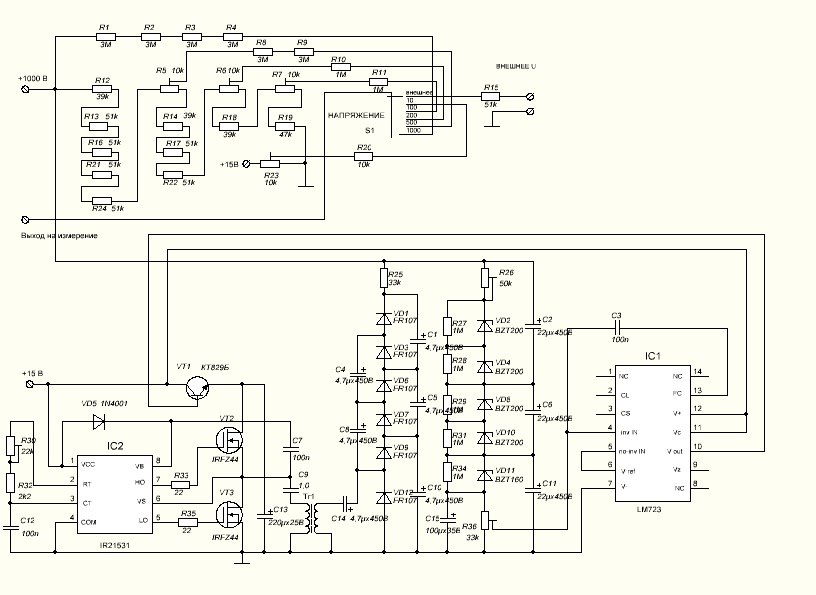 R1 R2 R3 R4
3M 3M 3M 3M
R8 R9
3M 3M
R10
1M
R11
1M
ВНЕШНЕЕ U
+1000 В
R12
39k
R5 10k
R6 10k
R7 10k
R15
51k
внешнее
10
100
200
500
1000
НАПРЯЖЕНИЕ
S1
R13 51k
R14 39k
R18
39k
R19
47k
R16 51k
R17 51k
R21 51k
R22 51k
R24 51k
+15В
R23
10k
R20
10k
Выход на измерение
R25
33k
R26
50k
VD1
FR107
C1
4,7µx450В
R27
1M
VD2
BZT200
C2
22µx450В
C3
100n
VD3
FR107
R28
1M
VD4
BZT200
IC1
VT1 КТ829Б
+15 В
C4
4,7µx450В
VD6
FR107
C5
4,7µx450В
R29
1M
VD8
BZT200
C6
22µx450В
VD5 1N4001
VT2
IRFZ44
C7
100n
C8
4,7µx450В
VD7
FR107
R31
1M
VD10
BZT200
VD9
FR107
R34
1M
VD11
BZT160
C11
22µx450В
R30
22k
IC2
1 VCC VB 8
2 RT HO 7
3 CT VS 6
4 COM LO 5
IR21531
R32
2k2
R33
22
R35
22
VT3
IRFZ44
C9
1,0
Tr1
C12
100n
C13
220µx25В
C14 4,7µx450В
VD12
FR107
C10
4,7µx450В
C15
100µx35В
R36
33k
1 NC NC 14
2 CL FC 13
3 CS V+ 12
4 inv IN Vc 11
5 no-inv IN V out 10
6 V ref Vz 9
7 V- NC 8
LM723